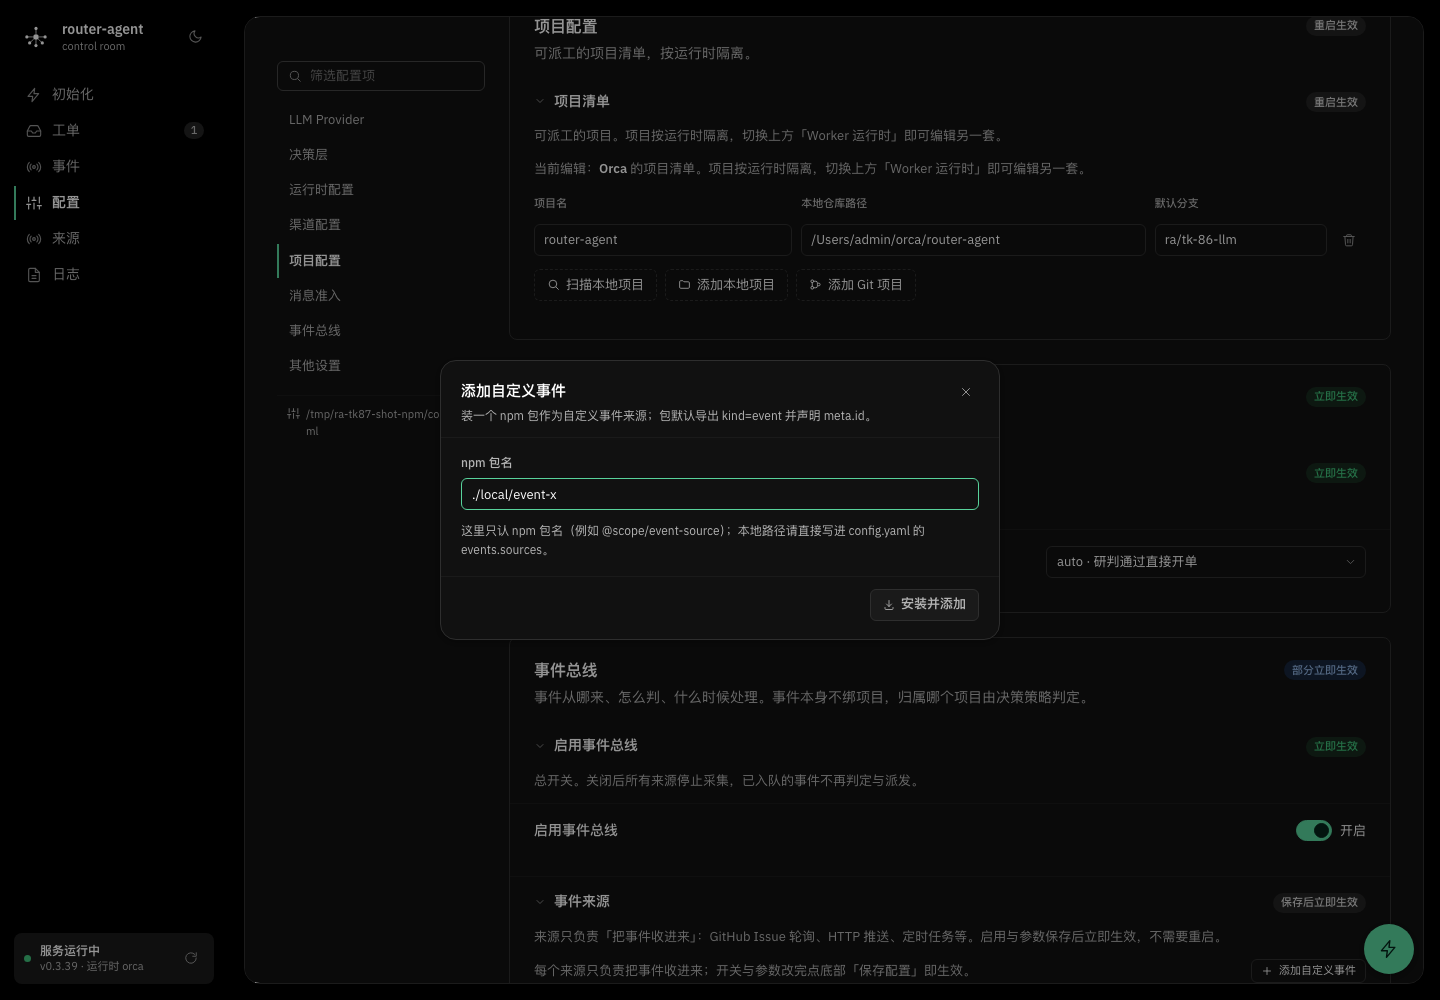 router-agent
control room
初始化
工单
1
事件
配置
来源
日志
服务运行中
v0.3.39 · 运行时 orca
筛选配置项
LLM Provider
决策层
运行时配置
渠道配置
项目配置
消息准入
事件总线
其他设置
/tmp/ra-tk87-shot-npm/co
ml
项目配置
重启生效
可派工的项目清单，按运行时隔离。
项目清单
重启生效
可派工的项目。项目按运行时隔离，切换上方「Worker 运行时」即可编辑另一套。
当前编辑：Orca 的项目清单。项目按运行时隔离，切换上方「Worker 运行时」即可编辑另一套。
项目名
本地仓库路径
默认分支
router-agent
/Users/admin/orca/router-agent
ra/tk-86-llm
扫描本地项目
添加本地项目
添加 Git 项目
立即生效
立即生效
auto · 研判通过直接开单
添加自定义事件
装一个 npm 包作为自定义事件来源；包默认导出 kind=event 并声明 meta.id。
npm 包名
./local/event-x
这里只认 npm 包名（例如 @scope/event-source）；本地路径请直接写进 config.yaml 的
events.sources。
安装并添加
事件总线
部分立即生效
事件从哪来、怎么判、什么时候处理。事件本身不绑项目，归属哪个项目由决策策略判定。
启用事件总线
立即生效
总开关。关闭后所有来源停止采集，已入队的事件不再判定与派发。
启用事件总线
开启
事件来源
保存后立即生效
来源只负责「把事件收进来」：GitHub Issue 轮询、HTTP 推送、定时任务等。启用与参数保存后立即生效，不需要重启。
每个来源只负责把事件收进来；开关与参数改完点底部「保存配置」即生效。
添加自定义事件